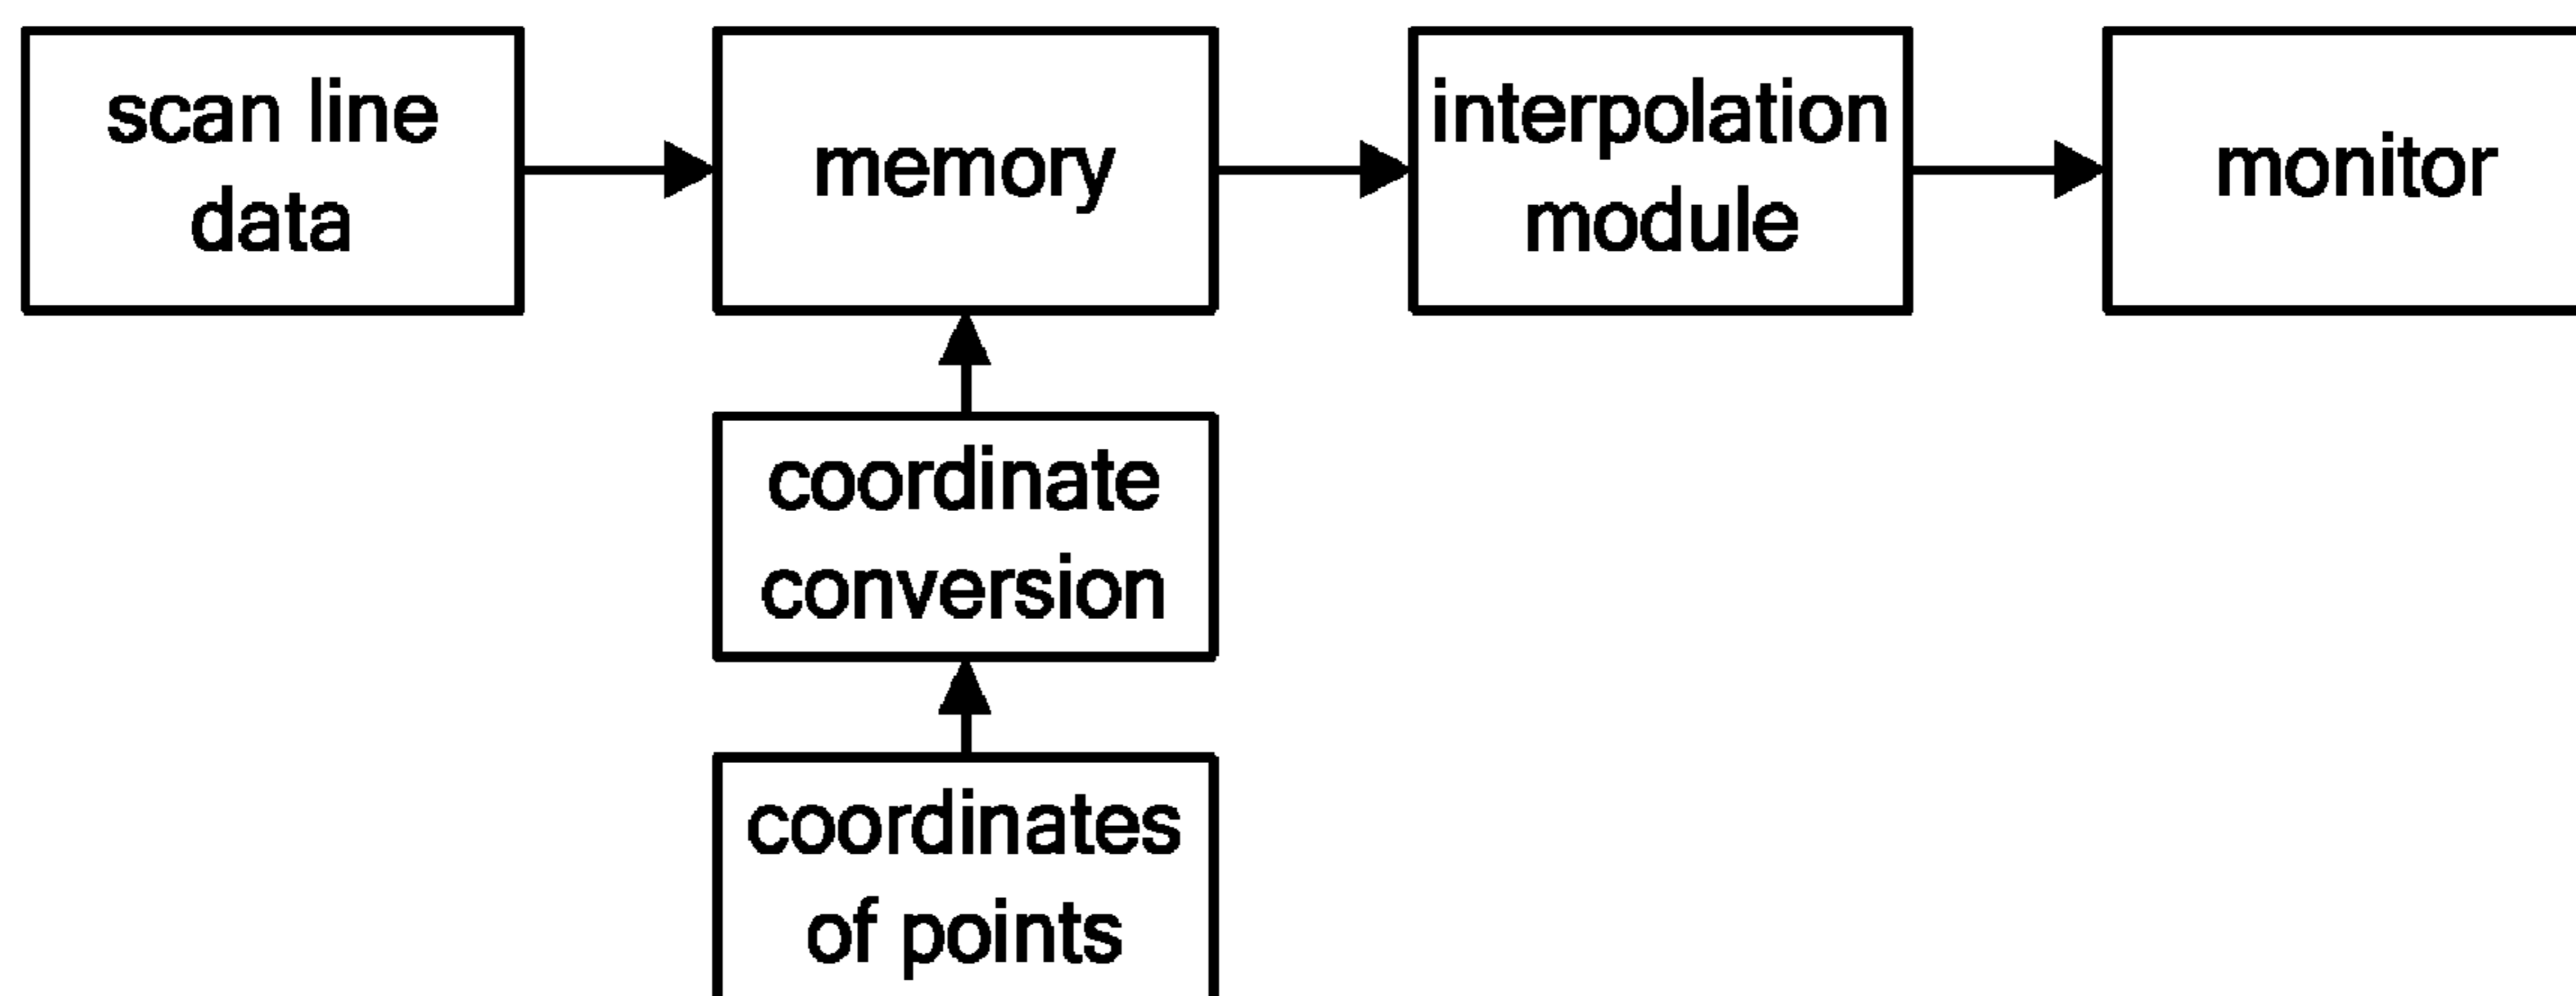 scan line
data
memory
interpolation
module
monitor
coordinate
conversion
coordinates
of points